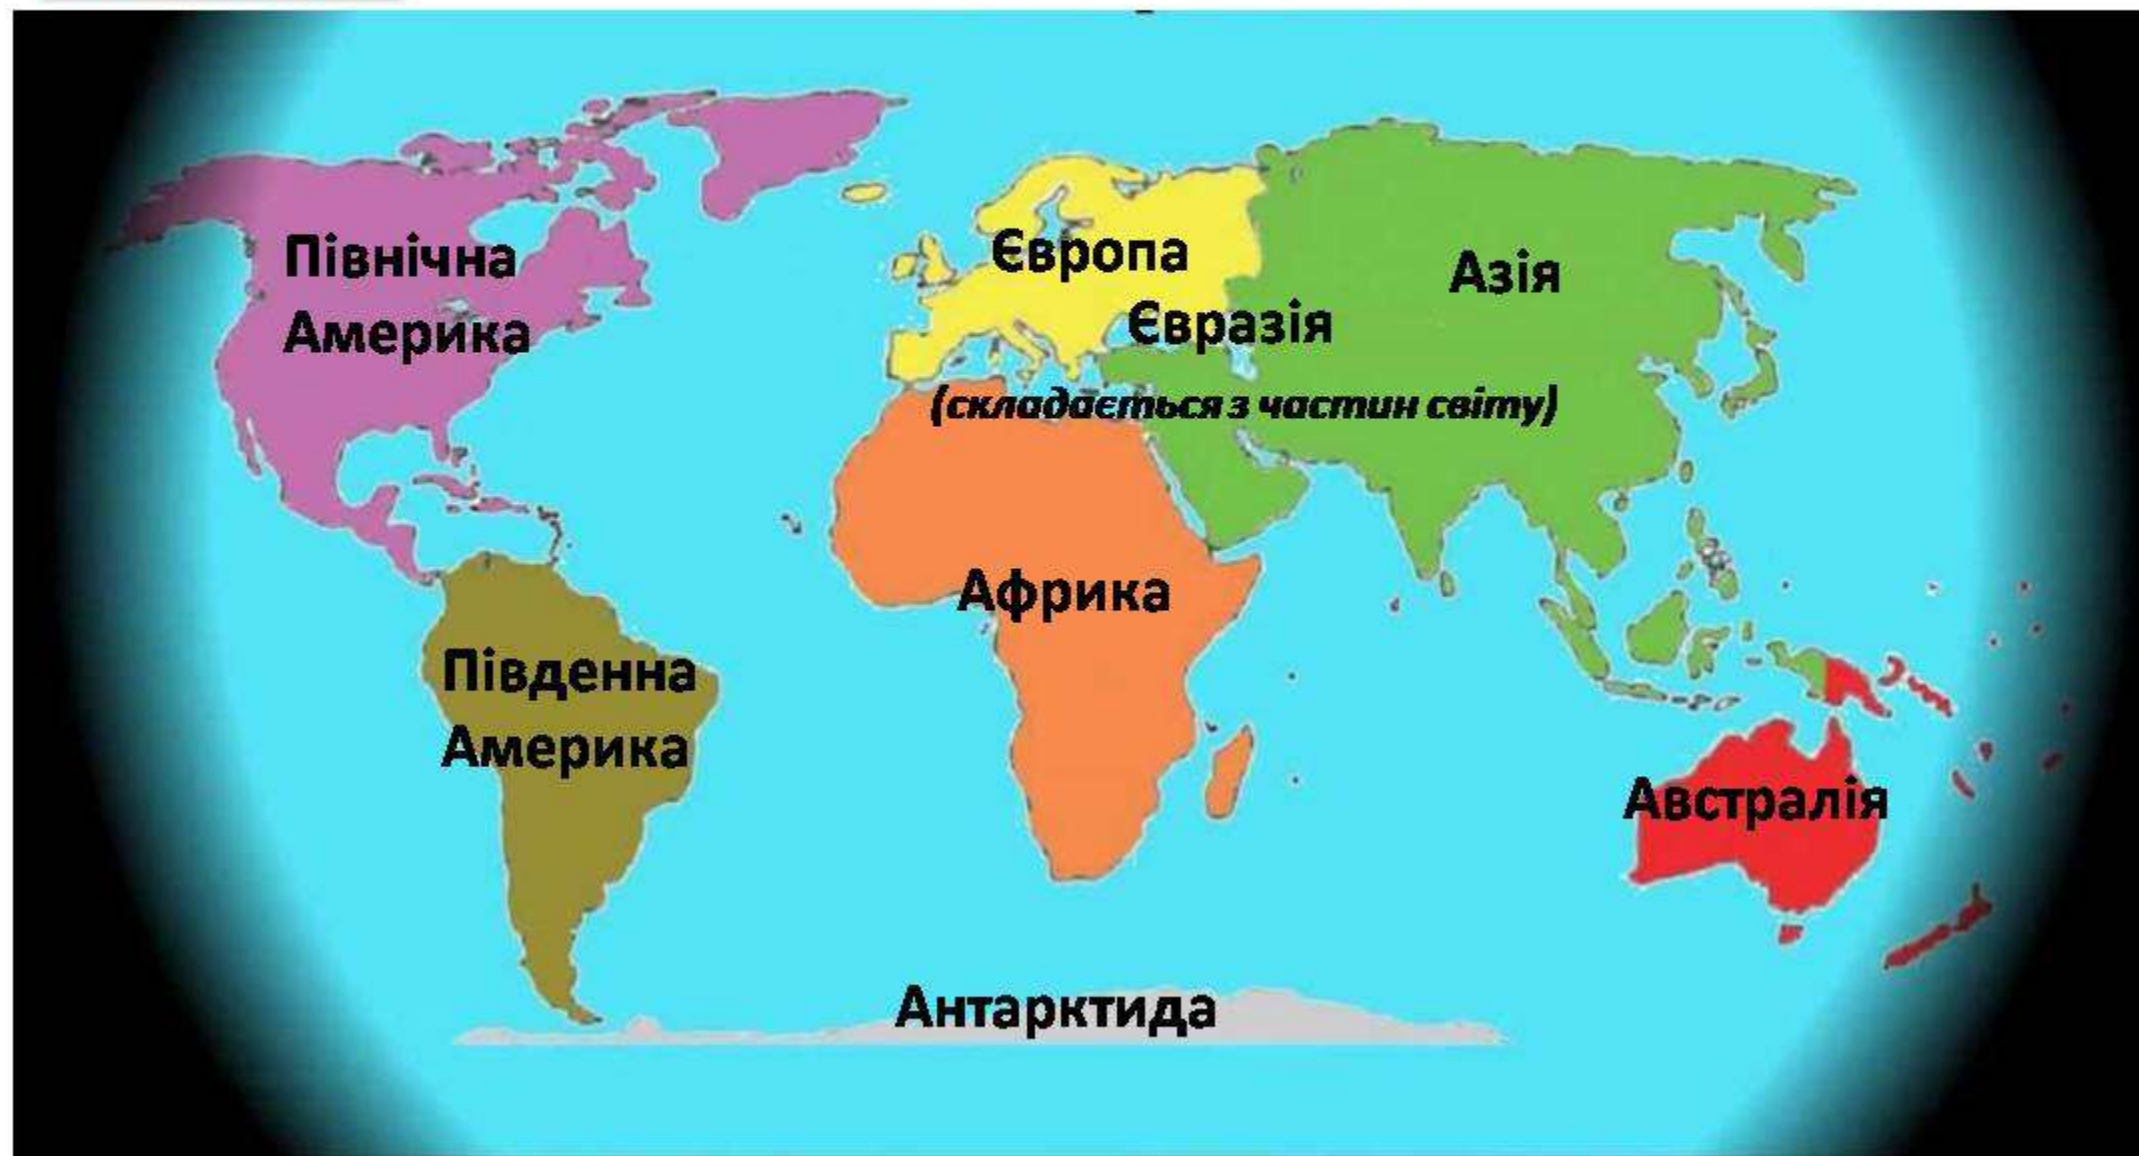 Північна
Америка
Європа
Азія
Євразія
(складається з частин світу)
Африка
Південна
Америка
Австралія
Антарктида